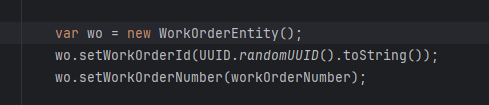 var wo = new WorkOrderEntity();
wo.setWorkOrderId(UUID.randomUUID().toString());
wo.setWorkOrderNumber(workOrderNumber);